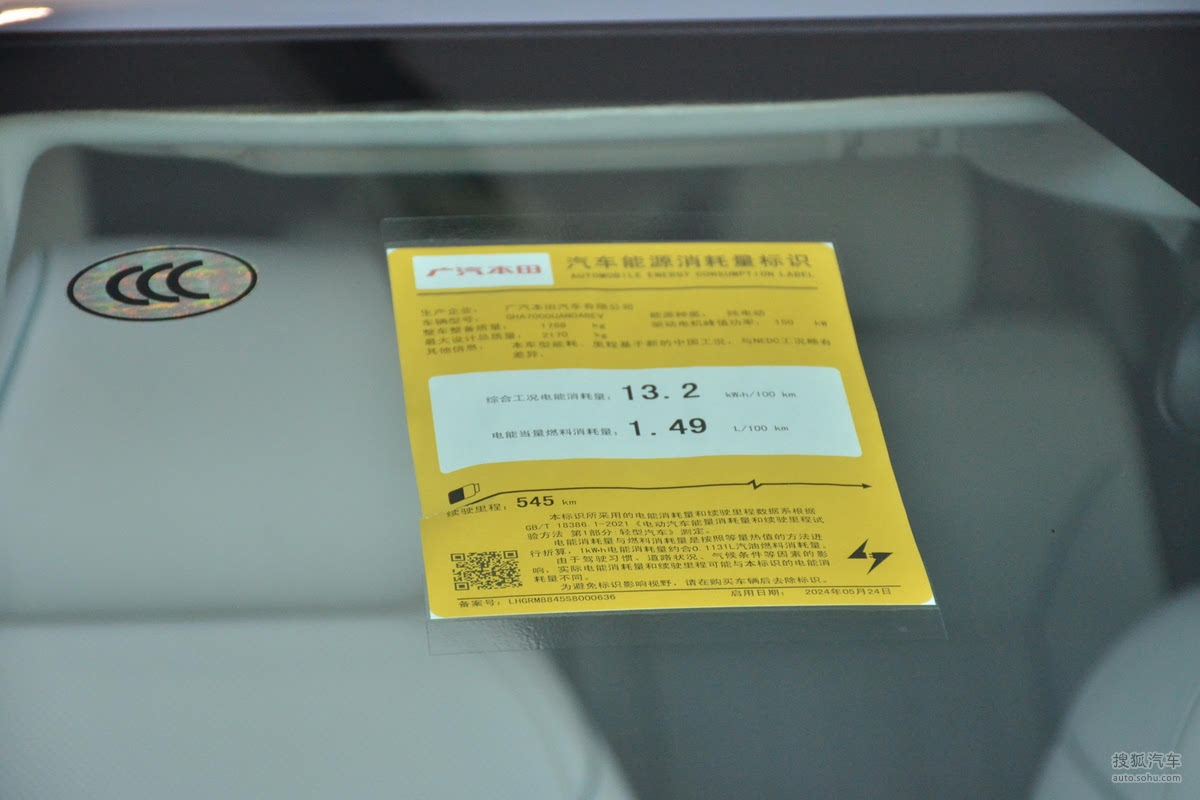 CCC
广汽本田
汽车能源消耗量标识
AUTOMOBILE ENERGY CONSUMPTION LABEL
生产企业： 广汽本田汽车有限公司
车辆型号： 能源种类： 纯电动
整车整备质量： kg 驱动电机峰值功率： 150 kW
最大设计总质量： 2170 kg
其他信息： 本车型能耗、里程基于新的中国工况，与NEDC工况略有
差异。
综合工况电能消耗量： 13.2 kW·h/100 km
电能当量燃料消耗量： 1.49 L/100 km
续驶里程： 545 km
本标识所采用的电能消耗量和续驶里程数据系根据
GB/T 18386.1-2021《电动汽车能量消耗量和续驶里程试
验方法 第1部分 轻型汽车》测定。
电能消耗量与燃料消耗量是按照等量热值的方法进
行折算，1kW·h电能消耗量约合0.1131L汽油燃料消耗量。
由于驾驶习惯、道路状况、气候条件等因素的影
响，实际电能消耗量和续驶里程可能与本标识的电能消
耗量不同。
为避免标识影响视野，请在购买车辆后去除标识。
备案号： LHGRM8845S8000636 启用日期： 2024年05月24日
搜狐汽车
auto.sohu.com